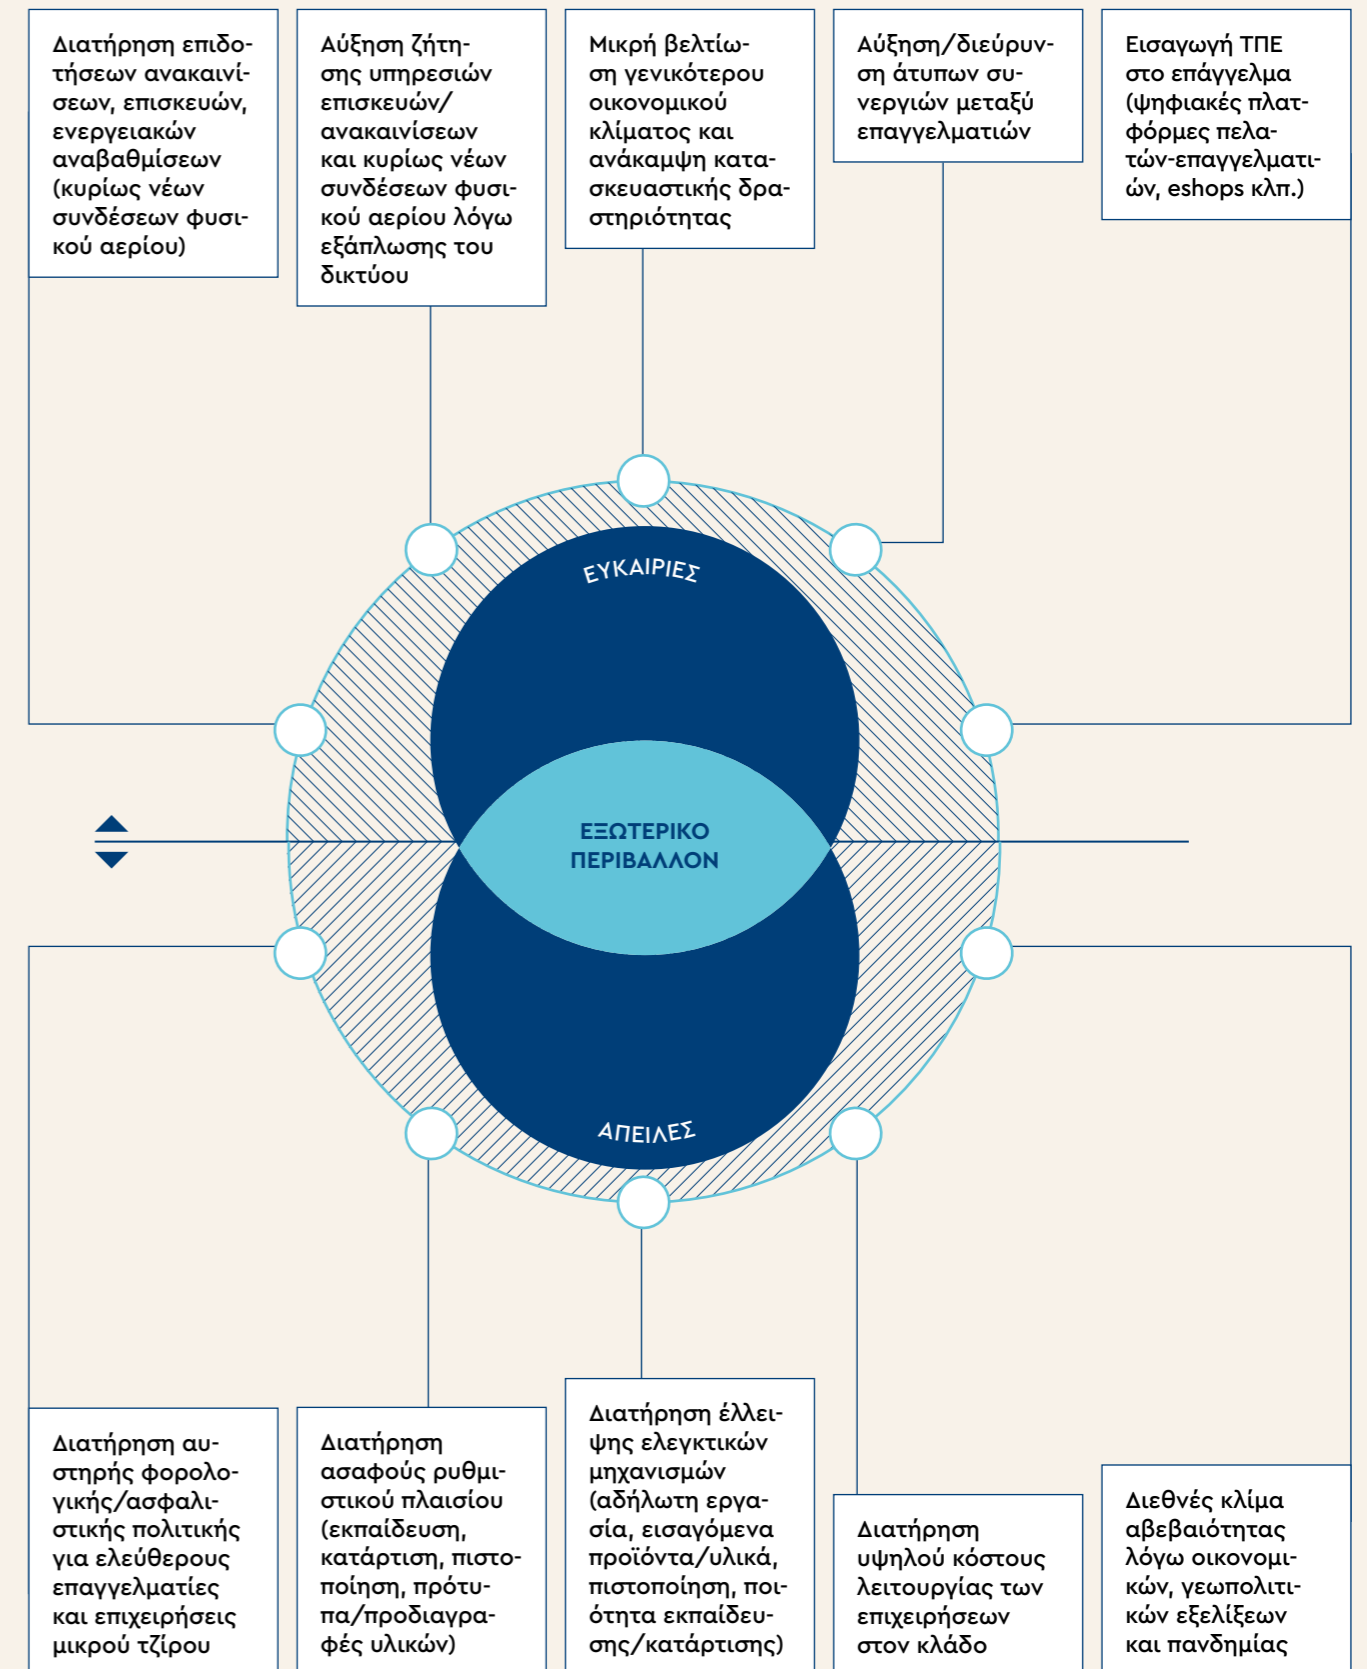 Διατήρηση επιδο-
τήσεων ανακαινί-
σεων, επισκευών,
ενεργειακών
αναβαθμίσεων
(κυρίως νέων
συνδέσεων φυσι-
κού αερίου)
Αύξηση ζήτη-
σης υπηρεσιών
επισκευών/
ανακαινίσεων
και κυρίως νέων
συνδέσεων φυσι-
κού αερίου λόγω
εξάπλωσης του
δικτύου
Μικρή βελτίω-
ση γενικότερου
οικονομικού
κλίματος και
ανάκαμψη κατα-
σκευαστικής δρα-
στηριότητας
Αύξηση/διεύρυν-
ση άτυπων συ-
νεργιών μεταξύ
επαγγελματιών
Εισαγωγή ΤΠΕ
στο επάγγελμα
(ψηφιακές πλατ-
φόρμες πελα-
τών-επαγγελματι-
ών, eshops κλπ.)
ΕΥΚΑΙΡΙΕΣ
ΕΞΩΤΕΡΙΚΟ
ΠΕΡΙΒΑΛΛΟΝ
ΑΠΕΙΛΕΣ
Διατήρηση αυ-
στηρής φορολο-
γικής/ασφαλι-
στικής πολιτικής
για ελεύθερους
επαγγελματίες
και επιχειρήσεις
μικρού τζίρου
Διατήρηση
ασαφούς ρυθμι-
στικού πλαισίου
(εκπαίδευση,
κατάρτιση, πιστο-
ποίηση, πρότυ-
πα/προδιαγρα-
φές υλικών)
Διατήρηση έλλει-
ψης ελεγκτικών
μηχανισμών
(αδήλωτη εργα-
σία, εισαγόμενα
προϊόντα/υλικά,
πιστοποίηση, ποι-
ότητα εκπαίδευ-
σης/κατάρτισης)
Διατήρηση
υψηλού κόστους
λειτουργίας των
επιχειρήσεων
στον κλάδο
Διεθνές κλίμα
αβεβαιότητας
λόγω οικονομι-
κών, γεωπολιτι-
κών εξελίξεων
και πανδημίας